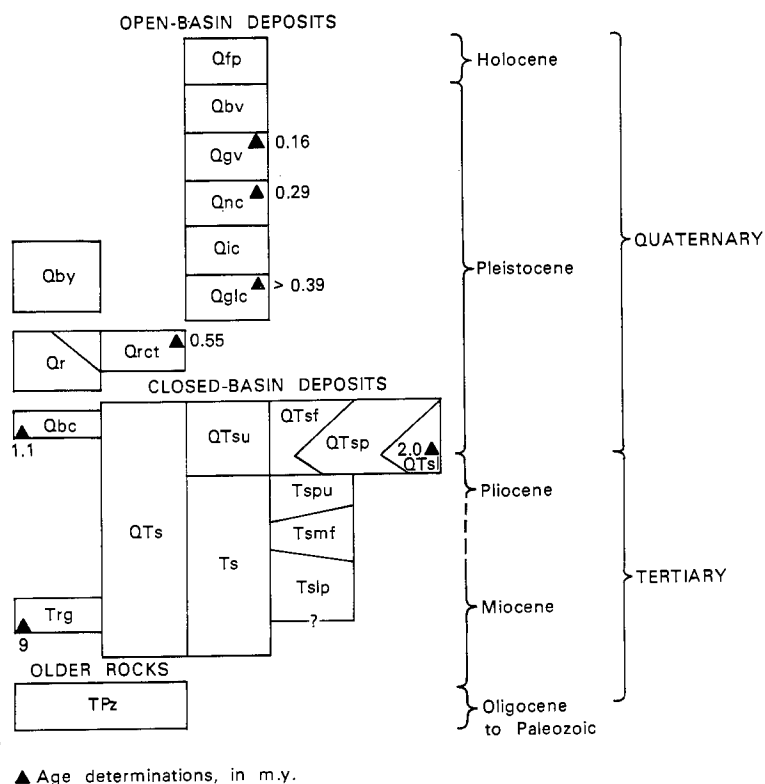 OPEN-BASIN DEPOSITS
Qfp
Holocene
Qbv
Qgv ▲ 0.16
Qnc ▲ 0.29
Qic
QUATERNARY
Pleistocene
Qby
Qglc ▲ > 0.39
Qr
Qrct ▲ 0.55
CLOSED-BASIN DEPOSITS
Qbc
▲
1.1
QTsu
QTsf
QTsp
2.0 ▲
QTsl
Tspu
Pliocene
QTs
Tsmf
Ts
TERTIARY
Tslp
Trg
▲
9
Miocene
?
OLDER ROCKS
TPz
Oligocene
to Paleozoic
▲ Age determinations, in m.y.